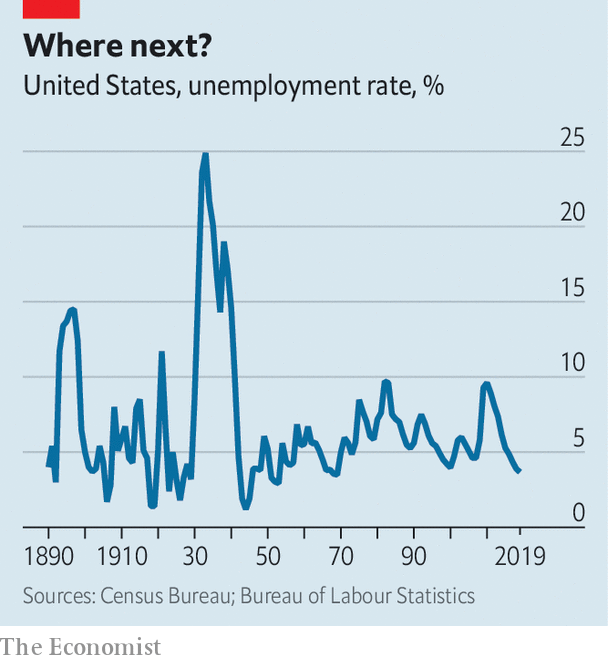 Where next?
United States, unemployment rate, %
25
20
15
10
5
0
1890 1910 30 50 70 90 2019
Sources: Census Bureau; Bureau of Labour Statistics
The Economist